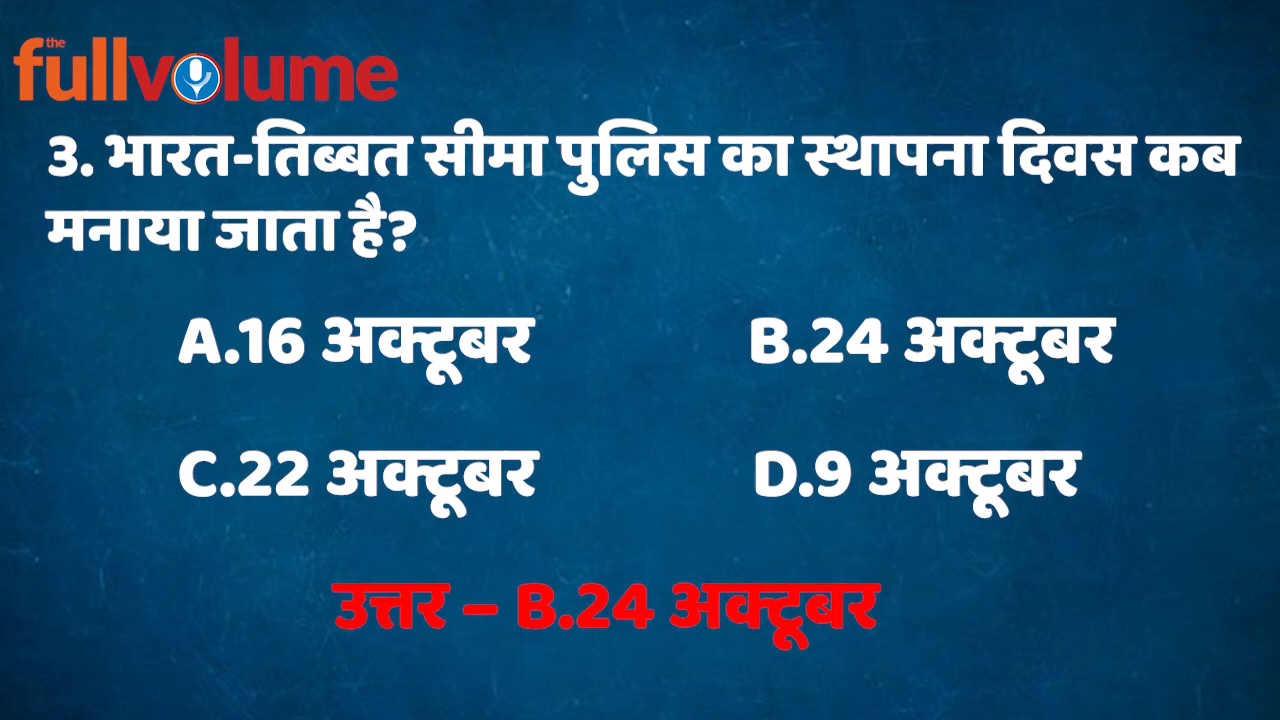 the
fullvolume
3. भारत-तिब्बत सीमा पुलिस का स्थापना दिवस कब
मनाया जाता है?
A.16 अक्टूबर B.24 अक्टूबर
C.22 अक्टूबर D.9 अक्टूबर
उत्तर – B.24 अक्टूबर